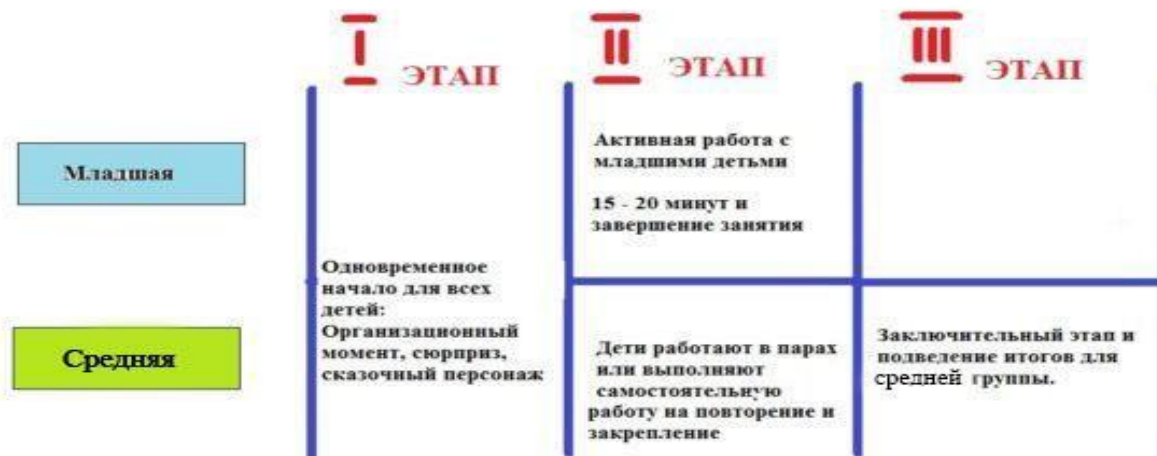 I ЭТАП
II ЭТАП
III ЭТАП
Младшая
Активная работа с
младшими детьми
15 - 20 минут и
завершение занятия
Одновременное
начало для всех
детей:
Организационный
момент, сюрприз,
сказочный персонаж
Средняя
Дети работают в парах
или выполняют
самостоятельную
работу на повторение и
закрепление
Заключительный этап и
подведение итогов для
средней группы.